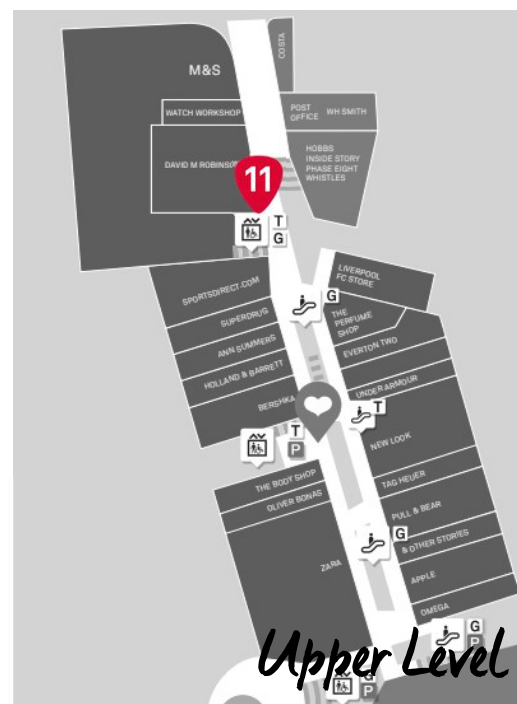 COSTA
M&S
WATCH WORKSHOP
POST
OFFICE
WH SMITH
DAVID M ROBINSON
HOBBS
INSIDE STORY
PHASE EIGHT
WHISTLES
11
T
G
LIVERPOOL
FC STORE
SPORTSDIRECT.COM
G
SUPERDRUG
THE
PERFUME
SHOP
ANN SUMMERS
EVERTON TWO
HOLLAND & BARRETT
UNDER ARMOUR
BERSHKA
T
T
P
NEW LOOK
THE BODY SHOP
TAG HEUER
OLIVER BONAS
PULL & BEAR
G
& OTHER STORIES
ZARA
APPLE
OMEGA
G
P
Upper Level
G
P